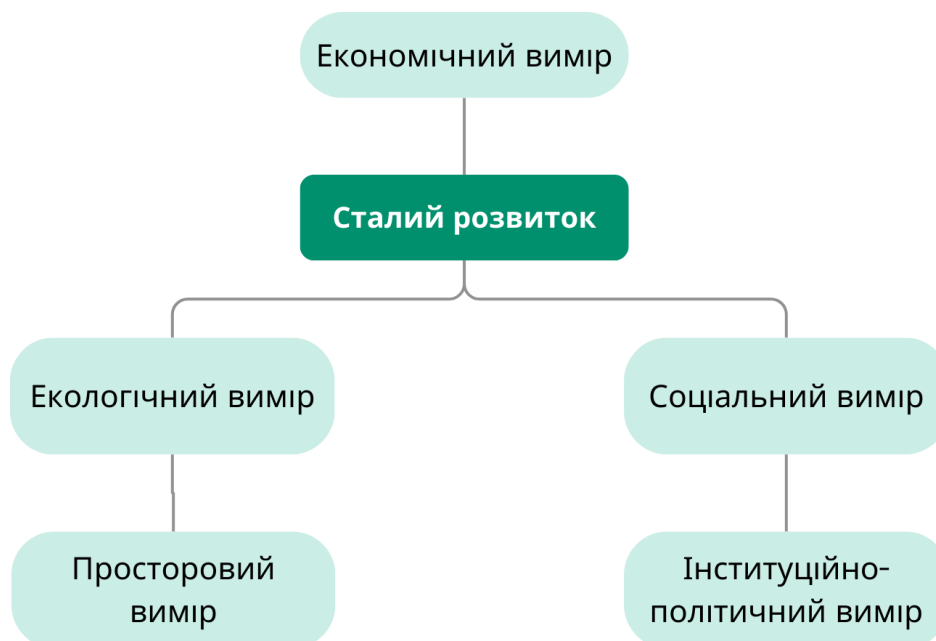 Економічний вимір
Сталий розвиток
Екологічний вимір
Соціальний вимір
Просторовий
вимір
Інституційно-
політичний вимір